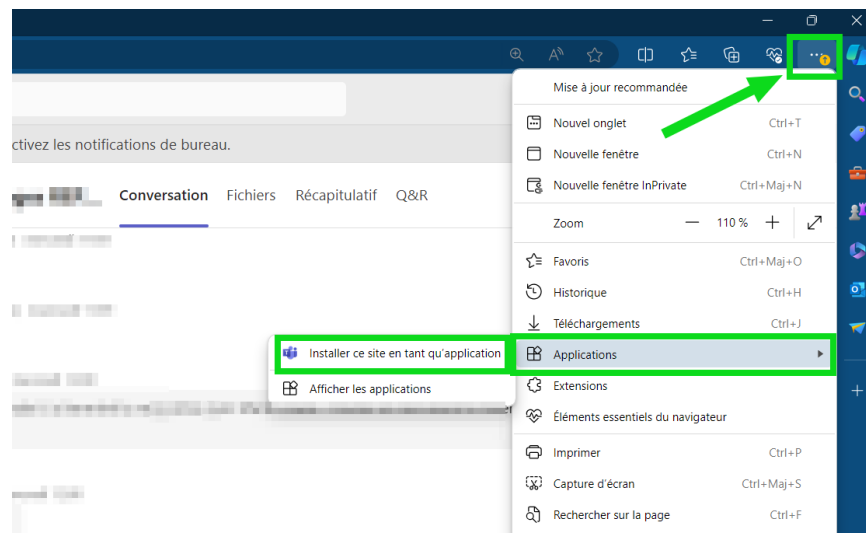 Mise à jour recommandée
ctivez les notifications de bureau.
Conversation Fichiers Récapitulatif Q&R
Nouvel onglet Ctrl+T
Nouvelle fenêtre Ctrl+N
Nouvelle fenêtre InPrivate Ctrl+Maj+N
Zoom — 110 % +
Favoris Ctrl+Maj+O
Historique Ctrl+H
Téléchargements Ctrl+J
Applications
Installer ce site en tant qu'application
Afficher les applications
Extensions
Éléments essentiels du navigateur
Imprimer Ctrl+P
Capture d'écran Ctrl+Maj+S
Rechercher sur la page Ctrl+F